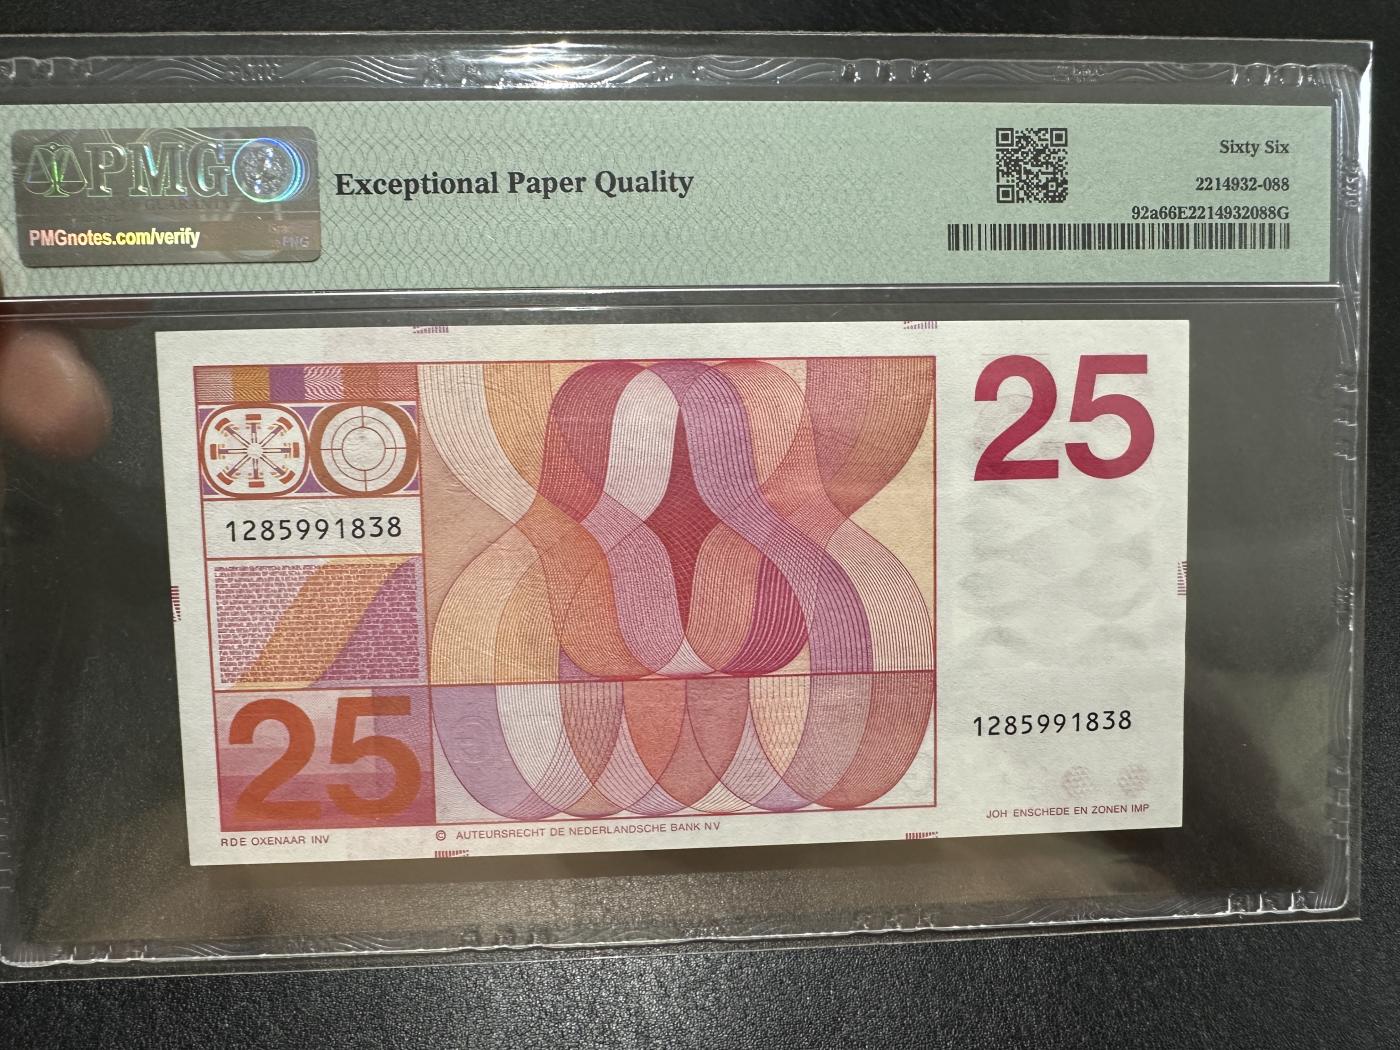 PMG
PMGnotes.com/verify
Exceptional Paper Quality
Sixty Six
2214932-088
92a66E2214932088G
25
1285991838
25
1285991838
RDE OXENAAR INV
© AUTEURSRECHT DE NEDERLANDSCHE BANK NV
JOH ENSCHEDE EN ZONEN IMP